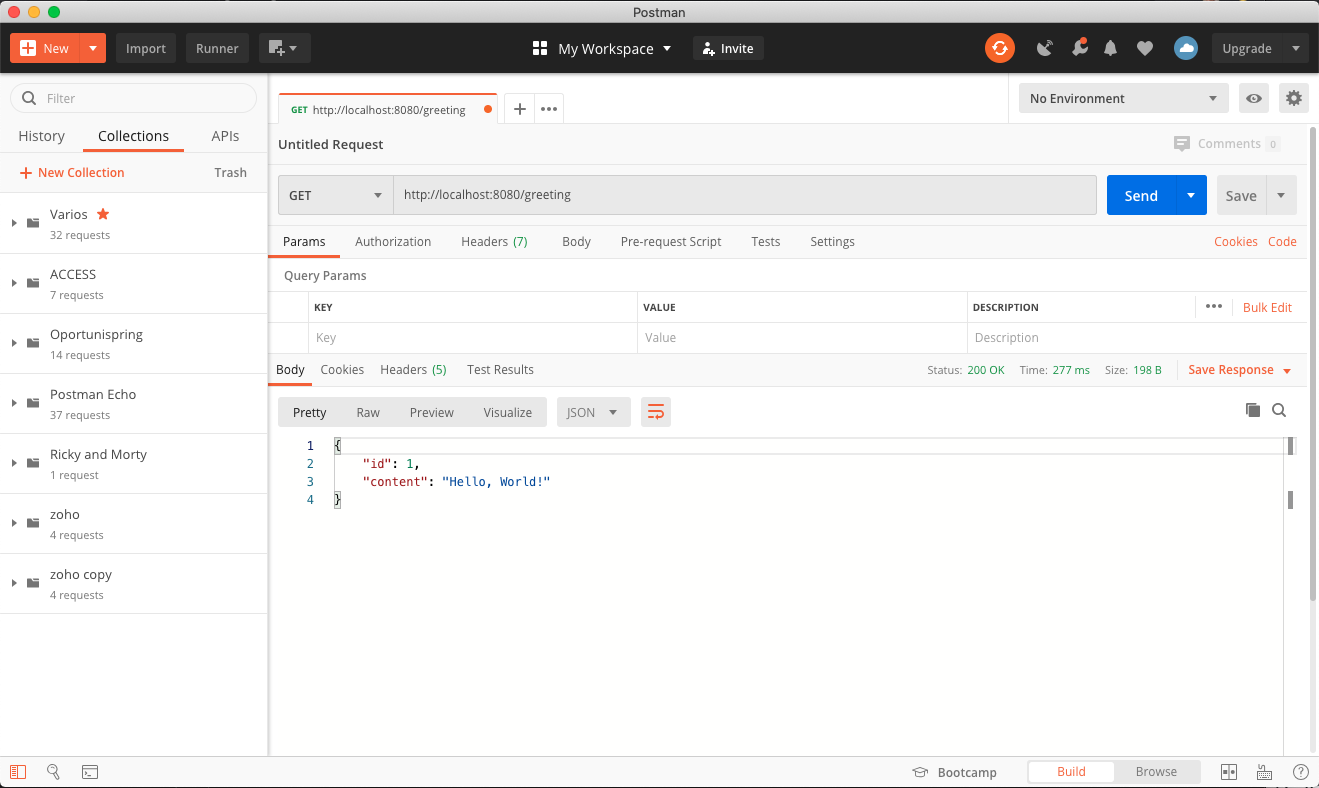 Postman
New Import Runner My Workspace Invite Upgrade
Filter
History Collections APIs
New Collection Trash
Varios
32 requests
ACCESS
7 requests
Oportunispring
14 requests
Postman Echo
37 requests
Ricky and Morty
1 request
zoho
4 requests
zoho copy
4 requests
GET http://localhost:8080/greeting
No Environment
Untitled Request
Comments 0
GET http://localhost:8080/greeting Send Save
Params Authorization Headers (7) Body Pre-request Script Tests Settings Cookies Code
Query Params
KEY VALUE DESCRIPTION Bulk Edit
Key Value Description
Body Cookies Headers (5) Test Results Status: 200 OK Time: 277 ms Size: 198 B Save Response
Pretty Raw Preview Visualize JSON
1 {
2 "id": 1,
3 "content": "Hello, World!"
4 }
Bootcamp Build Browse